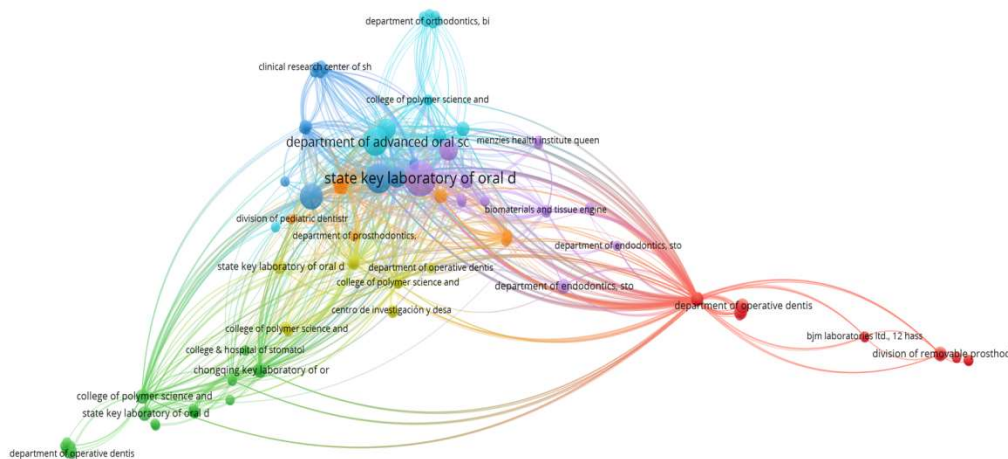 department of orthodontics, bi
clinical research center of sh
college of polymer science and
department of advanced oral sc
menzies health institute queen
state key laboratory of oral d
biomaterials and tissue engine
division of pediatric dentistr
department of prosthodontics,
department of endodontics, sto
state key laboratory of oral d
department of operative dentis
college of polymer science and
department of endodontics, sto
department of operative dentis
centro de investigación y desa
college of polymer science and
bjm laboratories ltd., 12 hass
college & hospital of stomatol
division of removable prosthod
chongqing key laboratory of or
college of polymer science and
state key laboratory of oral d
department of operative dentis